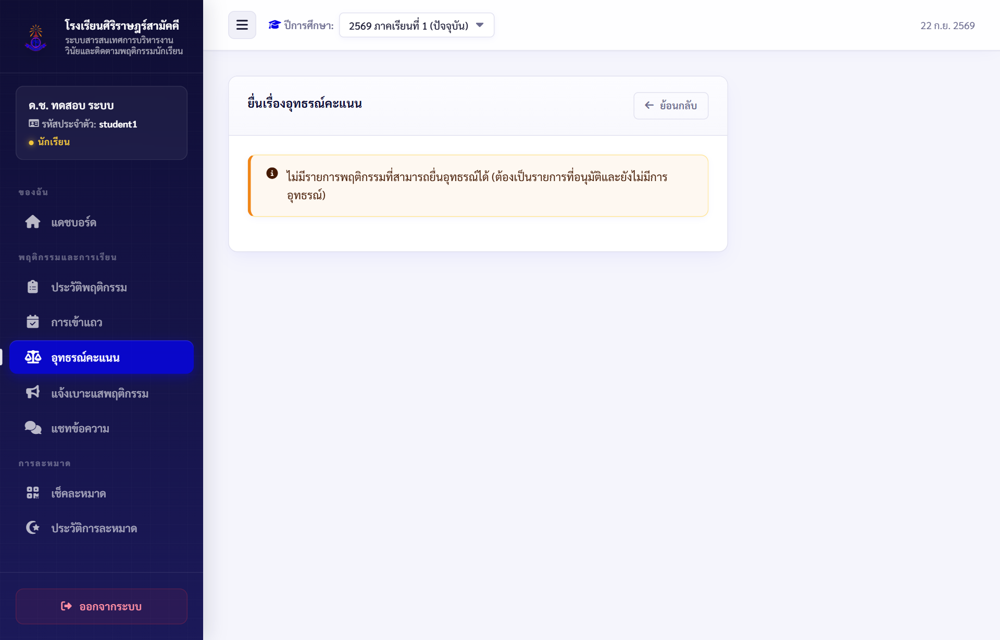 โรงเรียนศิริราษฎร์สามัคคี
ระบบสารสนเทศการบริหารงาน
วินัยและติดตามพฤติกรรมนักเรียน
ด.ช. ทดสอบ ระบบ
รหัสประจำตัว: student1
นักเรียน
ของฉัน
แดชบอร์ด
พฤติกรรมและการเรียน
ประวัติพฤติกรรม
การเข้าแถว
อุทธรณ์คะแนน
แจ้งเบาะแสพฤติกรรม
แชทข้อความ
การละหมาด
เช็คละหมาด
ประวัติการละหมาด
ออกจากระบบ
ปีการศึกษา: 2569 ภาคเรียนที่ 1 (ปัจจุบัน)
22 ก.ย. 2569
ยื่นเรื่องอุทธรณ์คะแนน
ย้อนกลับ
ไม่มีรายการพฤติกรรมที่สามารถยื่นอุทธรณ์ได้ (ต้องเป็นรายการที่อนุมัติและยังไม่มีการ
อุทธรณ์)